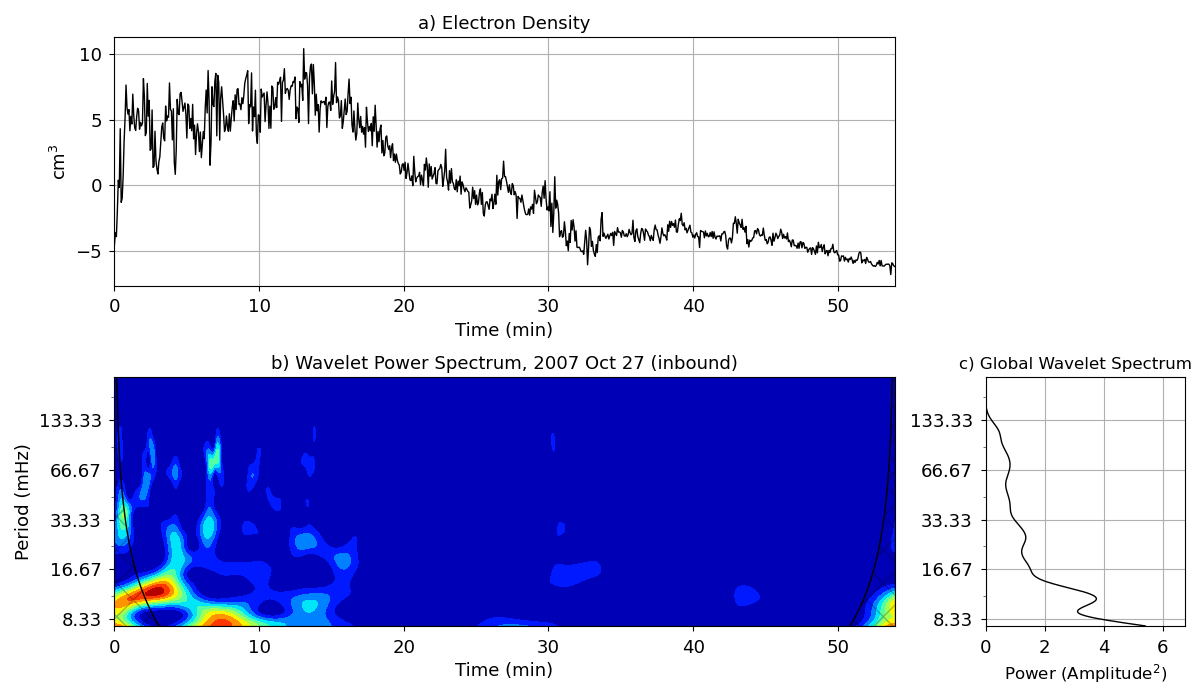 a) Electron Density
10
5
0
−5
cm³
0 10 20 30 40 50
Time (min)
b) Wavelet Power Spectrum, 2007 Oct 27 (inbound)
133.33
66.67
33.33
16.67
8.33
Period (mHz)
0 10 20 30 40 50
Time (min)
c) Global Wavelet Spectrum
133.33
66.67
33.33
16.67
8.33
0 2 4 6
Power (Amplitude²)